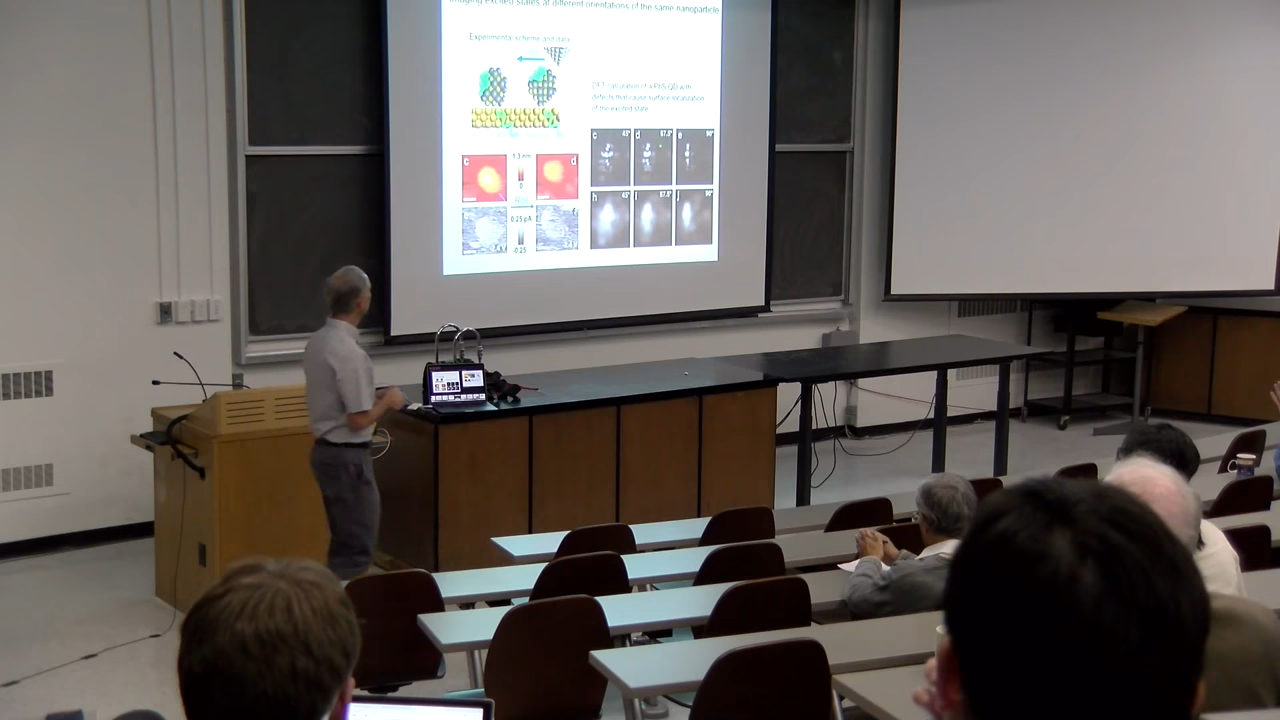 Imaging excited states at different orientations of the same nanoparticle
Experimental scheme and data
DFT calculation of a PbS QD with
defects that cause surface localization
of the excited state
c 45° d 67.5° e 90°
c 1.3 nm d
0
h 45° i 67.5° j 90°
0.25 pA
-0.25